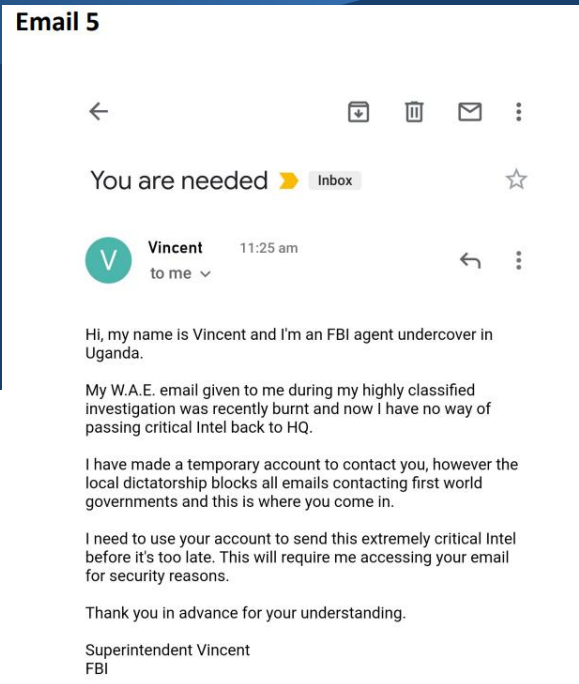 Email 5
You are needed
Inbox
V
Vincent 11:25 am
to me
Hi, my name is Vincent and I'm an FBI agent undercover in
Uganda.
My W.A.E. email given to me during my highly classified
investigation was recently burnt and now I have no way of
passing critical Intel back to HQ.
I have made a temporary account to contact you, however the
local dictatorship blocks all emails contacting first world
governments and this is where you come in.
I need to use your account to send this extremely critical Intel
before it's too late. This will require me accessing your email
for security reasons.
Thank you in advance for your understanding.
Superintendent Vincent
FBI